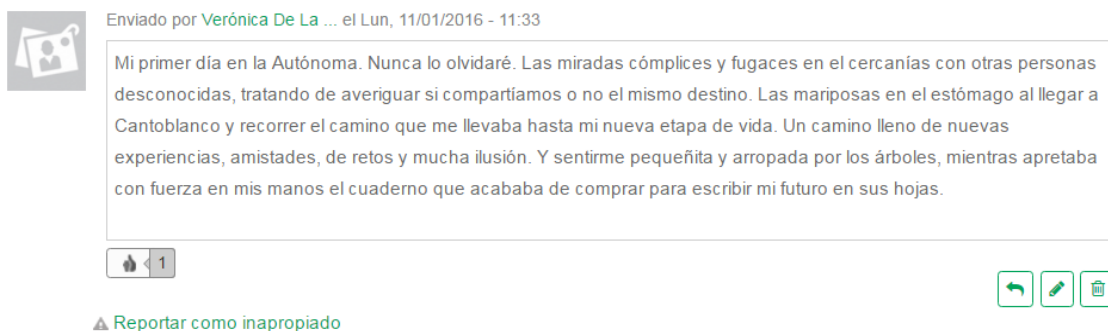 Enviado por Verónica De La ... el Lun, 11/01/2016 - 11:33
Mi primer día en la Autónoma. Nunca lo olvidaré. Las miradas cómplices y fugaces en el cercanías con otras personas
desconocidas, tratando de averiguar si compartíamos o no el mismo destino. Las mariposas en el estómago al llegar a
Cantoblanco y recorrer el camino que me llevaba hasta mi nueva etapa de vida. Un camino lleno de nuevas
experiencias, amistades, de retos y mucha ilusión. Y sentirme pequeñita y arropada por los árboles, mientras apretaba
con fuerza en mis manos el cuaderno que acababa de comprar para escribir mi futuro en sus hojas.
1
Reportar como inapropiado